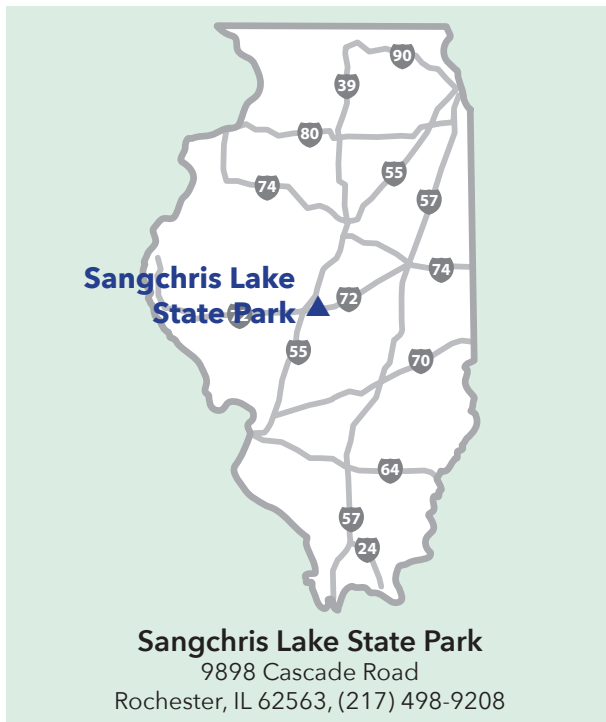 90
39
80
55
74
57
74
Sangchris Lake
State Park
72
72
55
70
64
57
24
Sangchris Lake State Park
9898 Cascade Road
Rochester, IL 62563, (217) 498-9208